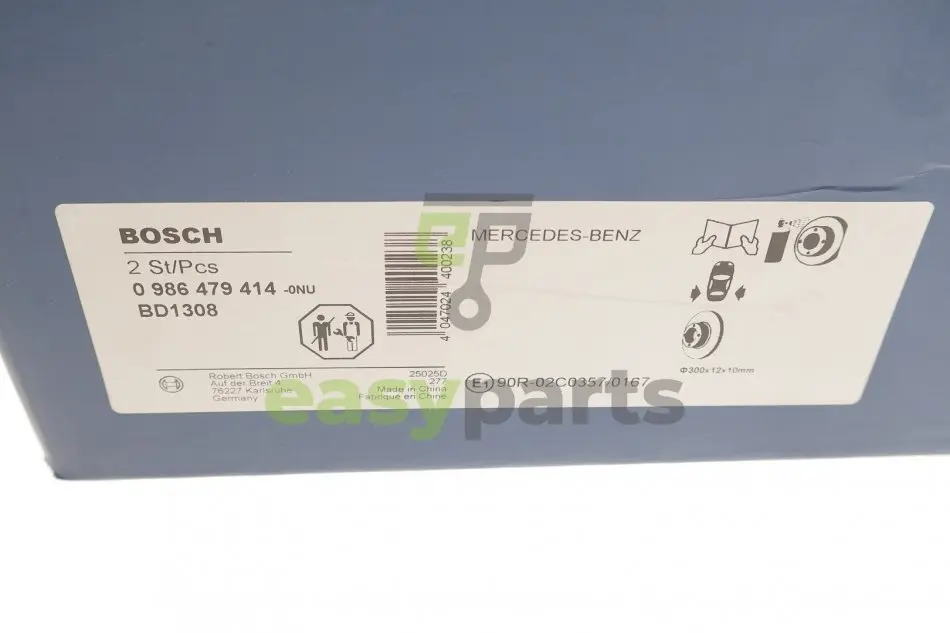 BOSCH
2 St/Pcs
0 986 479 414 -0NU
BD1308
4 047024 400238
MERCEDES-BENZ
Robert Bosch GmbH
Auf der Breit 4
76227 Karlsruhe
Germany
25025D
277
Made in China
Fabriqué en Chine
E1 90R-02C0357/0167
Φ300x12x10mm
ep
easyparts